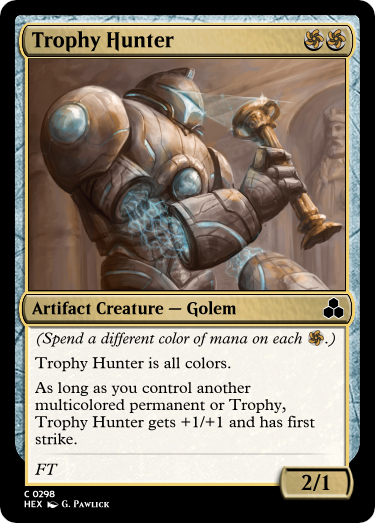 Trophy Hunter
Artifact Creature — Golem
(Spend a different color of mana on each .)
Trophy Hunter is all colors.
As long as you control another
multicolored permanent or Trophy,
Trophy Hunter gets +1/+1 and has first
strike.
FT
2/1
C 0298
HEX G. Pawlick